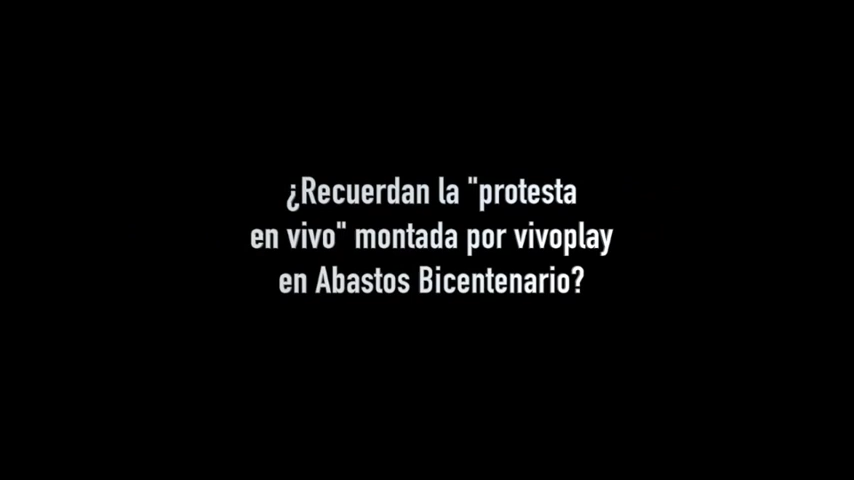 ¿Recuerdan la "protesta
en vivo" montada por vivoplay
en Abastos Bicentenario?